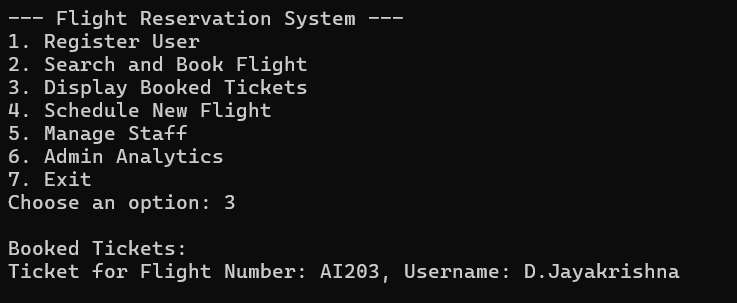 --- Flight Reservation System ---
1. Register User
2. Search and Book Flight
3. Display Booked Tickets
4. Schedule New Flight
5. Manage Staff
6. Admin Analytics
7. Exit
Choose an option: 3
Booked Tickets:
Ticket for Flight Number: AI203, Username: D.Jayakrishna